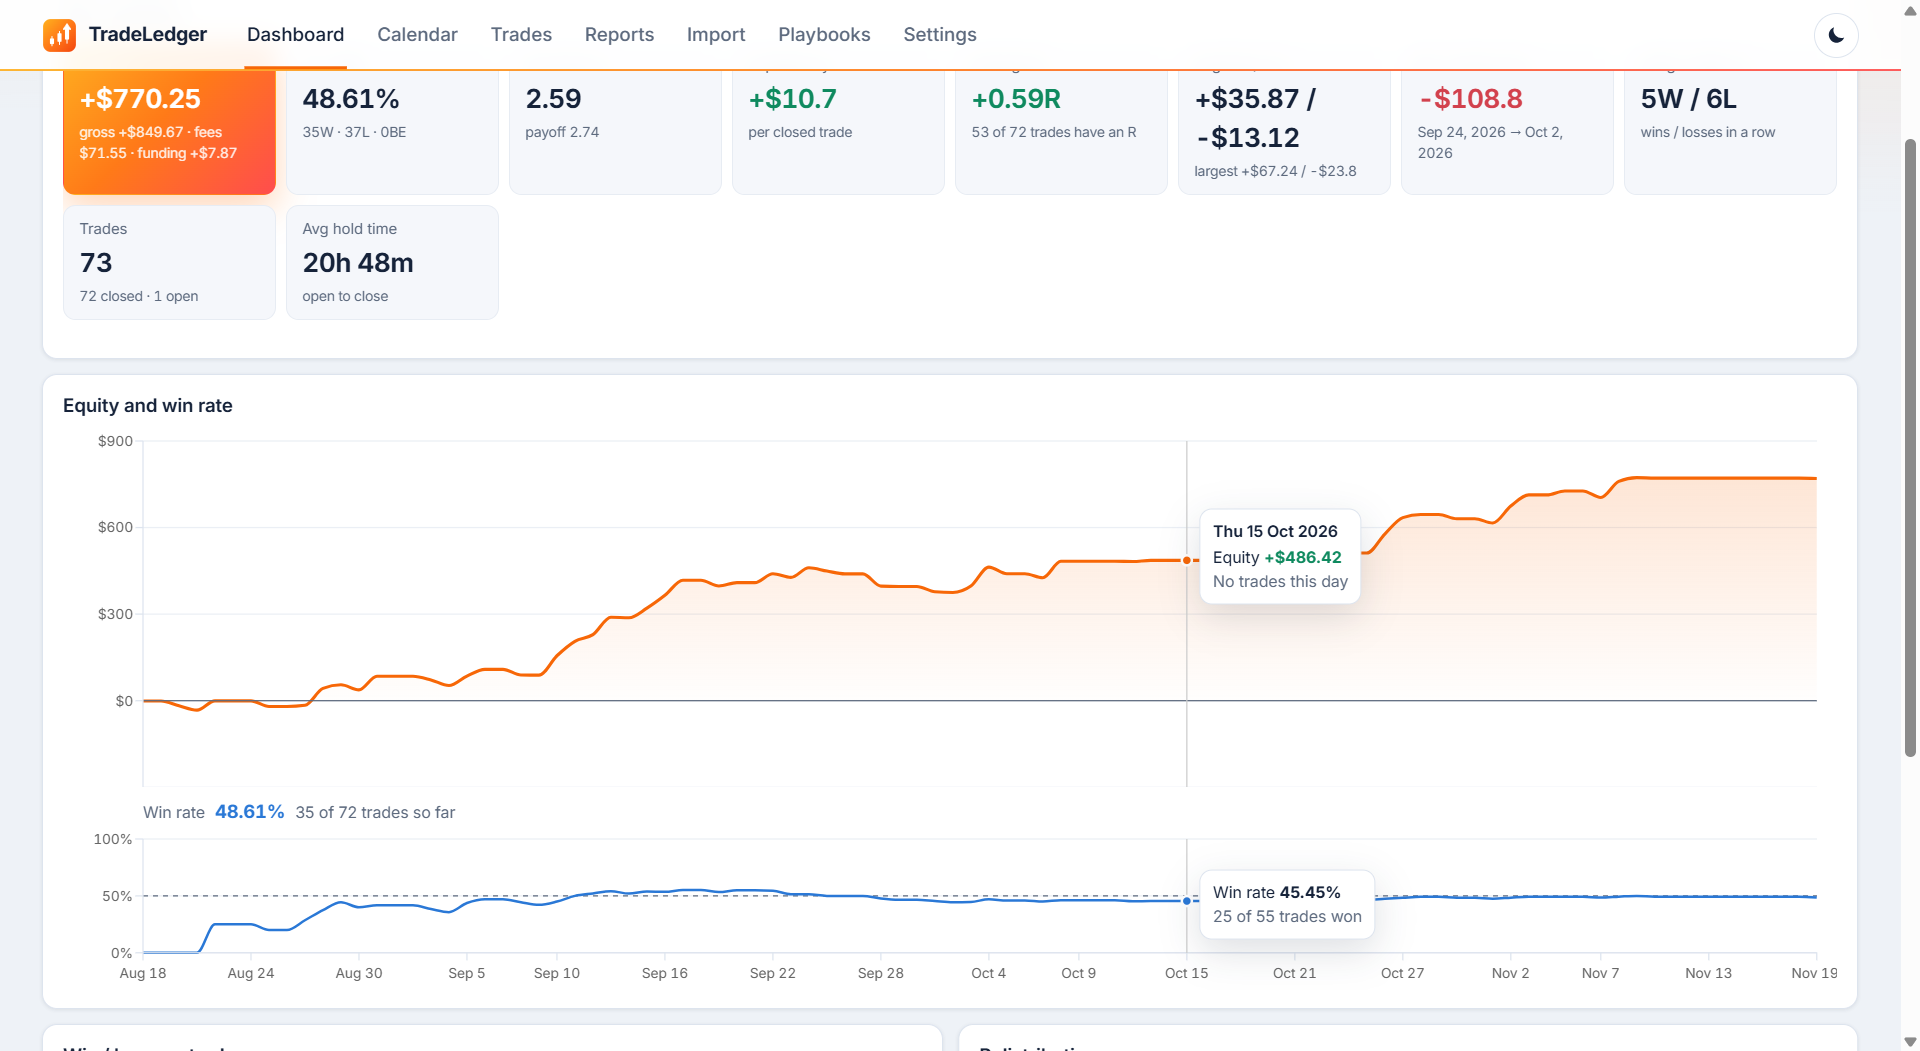 TradeLedger
Dashboard
Calendar
Trades
Reports
Import
Playbooks
Settings
+$770.25
gross +$849.67 · fees
$71.55 · funding +$7.87
48.61%
35W · 37L · 0BE
2.59
payoff 2.74
+$10.7
per closed trade
+0.59R
53 of 72 trades have an R
+$35.87 /
-$13.12
largest +$67.24 / -$23.8
-$108.8
Sep 24, 2026 → Oct 2,
2026
5W / 6L
wins / losses in a row
Trades
73
72 closed · 1 open
Avg hold time
20h 48m
open to close
Equity and win rate
$900
$600
$300
$0
Thu 15 Oct 2026
Equity +$486.42
No trades this day
Win rate 48.61% 35 of 72 trades so far
100%
50%
0%
Win rate 45.45%
25 of 55 trades won
Aug 18
Aug 24
Aug 30
Sep 5
Sep 10
Sep 16
Sep 22
Sep 28
Oct 4
Oct 9
Oct 15
Oct 21
Oct 27
Nov 2
Nov 7
Nov 13
Nov 19